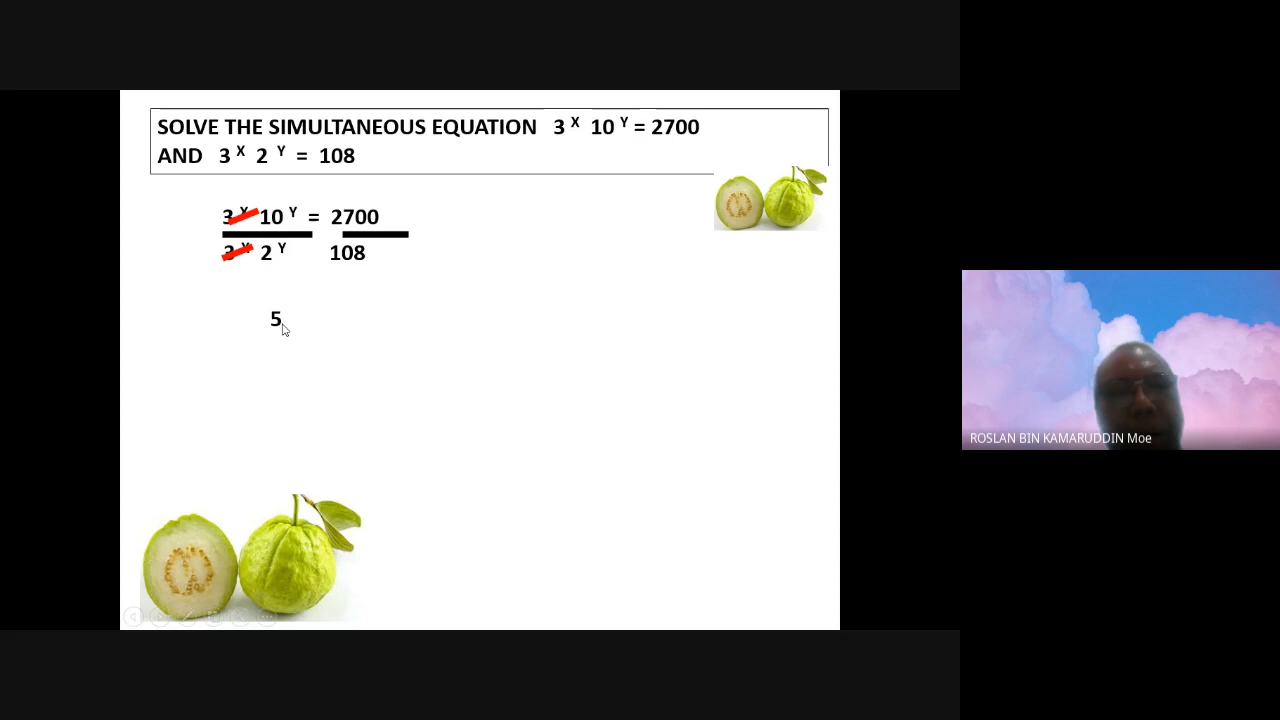 SOLVE THE SIMULTANEOUS EQUATION 3 ^X 10 ^Y = 2700
AND 3 ^X 2 ^Y = 108
3 ^X 10 ^Y = 2700
3 ^X 2 ^Y 108
5
ROSLAN BIN KAMARUDDIN Moe